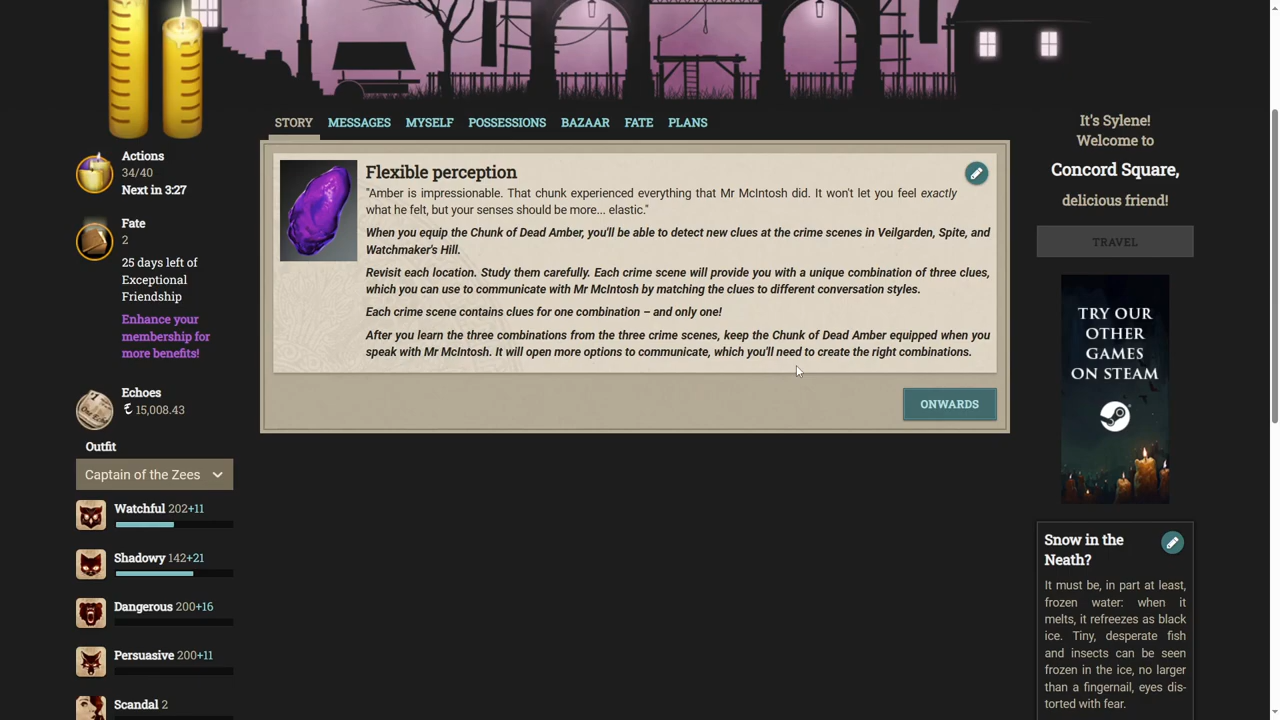 STORY MESSAGES MYSELF POSSESSIONS BAZAAR FATE PLANS
Actions
34/40
Next in 3:27
Fate
2
25 days left of
Exceptional
Friendship
Enhance your
membership for
more benefits!
Echoes
15,008.43
Outfit
Captain of the Zees
Watchful 202+11
Shadowy 142+21
Dangerous 200+16
Persuasive 200+11
Scandal 2
Flexible perception
"Amber is impressionable. That chunk experienced everything that Mr McIntosh did. It won't let you feel exactly
what he felt, but your senses should be more... elastic."
When you equip the Chunk of Dead Amber, you'll be able to detect new clues at the crime scenes in Veilgarden, Spite, and
Watchmaker's Hill.
Revisit each location. Study them carefully. Each crime scene will provide you with a unique combination of three clues,
which you can use to communicate with Mr McIntosh by matching the clues to different conversation styles.
Each crime scene contains clues for one combination – and only one!
After you learn the three combinations from the three crime scenes, keep the Chunk of Dead Amber equipped when you
speak with Mr McIntosh. It will open more options to communicate, which you'll need to create the right combinations.
ONWARDS
It's Sylene!
Welcome to
Concord Square,
delicious friend!
TRAVEL
TRY OUR
OTHER
GAMES
ON STEAM
Snow in the
Neath?
It must be, in part at least,
frozen water: when it
melts, it refreezes as black
ice. Tiny, desperate fish
and insects can be seen
frozen in the ice, no larger
than a fingernail, eyes dis-
torted with fear.